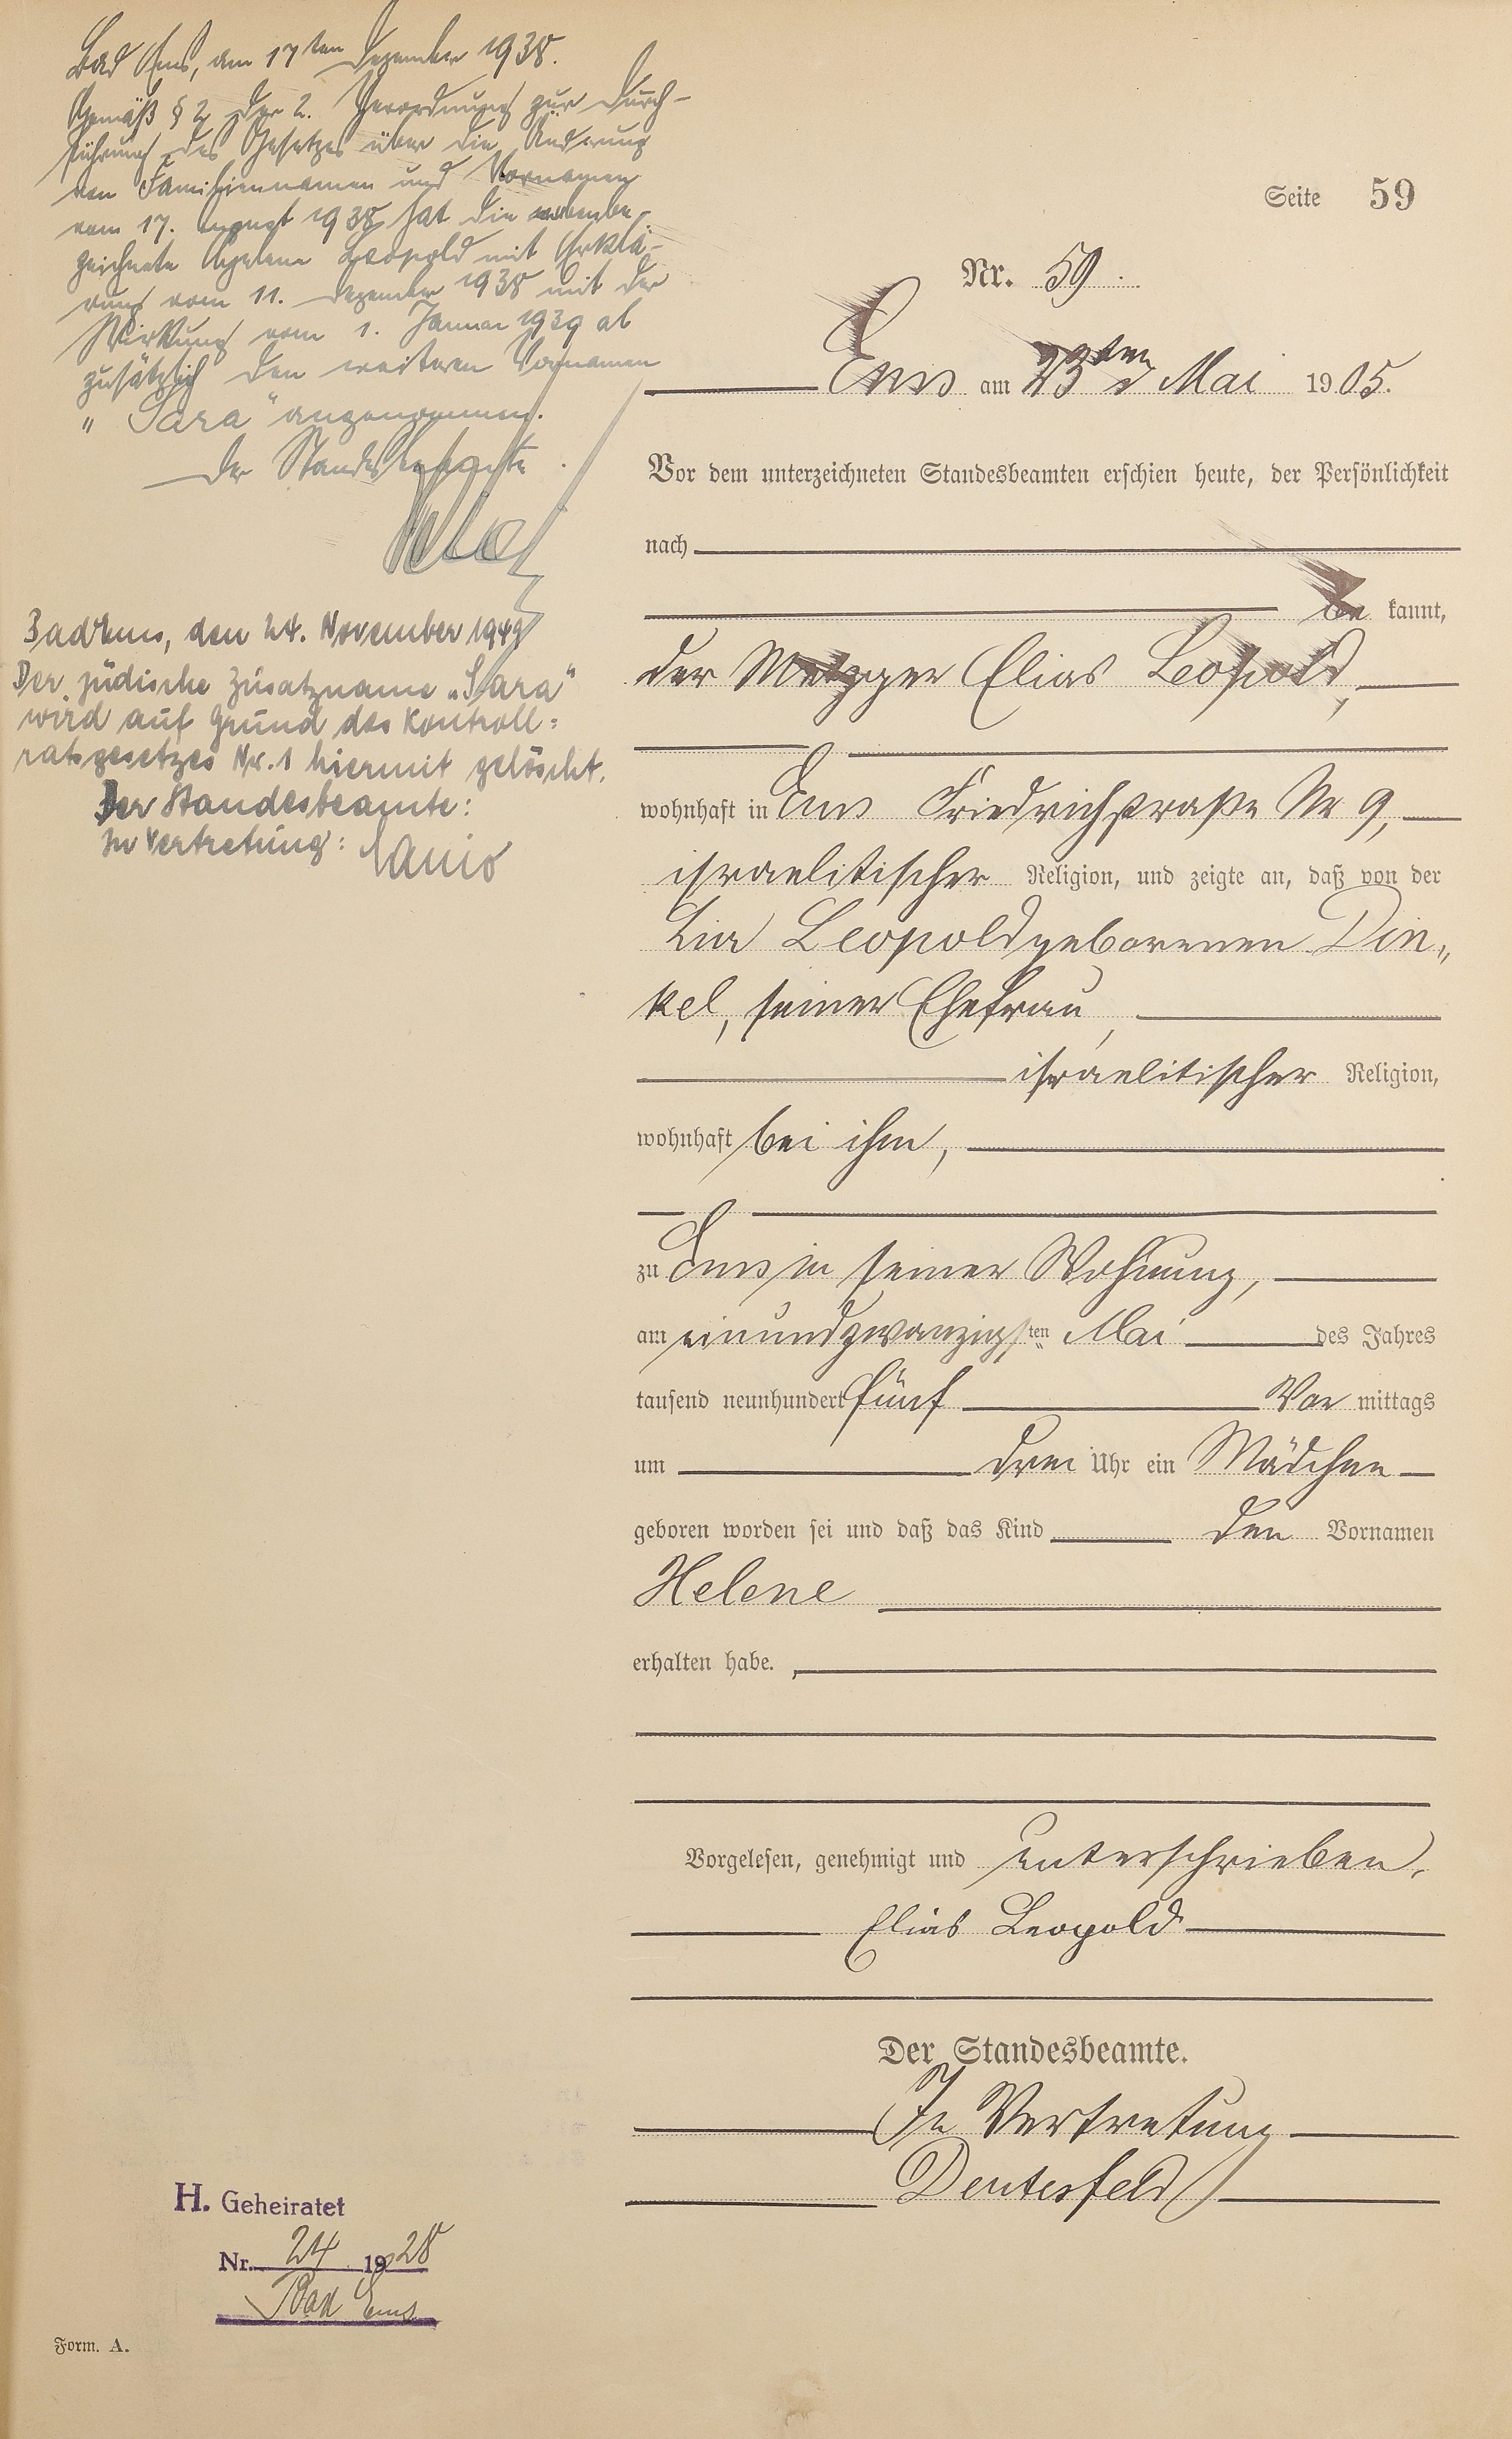 Bad Ems, am 17ten Dezember 1938.
Gemäß § 2 der 2. Verordnung zur Durch-
führung des Gesetzes über die Änderung
von Familiennamen und Vornamen
vom 17. August 1938 hat die nebenbe-
zeichnete Helene Leopold mit Erklä-
rung vom 11. Dezember 1938 mit der
Wirkung vom 1. Januar 1939 ab
zusätzlich den weiteren Vornamen
"Sara" angenommen.
Der Standesbeamte.
Bad Ems, den 24. November 1949
Der jüdische Zusatzname „Sara"
wird auf Grund des Kontroll=
ratsgesetzes Nr. 1 hiermit gelöscht.
Der Standesbeamte:
In Vertretung:
Seite 59
Nr. 59.
Ems am 23ten Mai 1905.
Vor dem unterzeichneten Standesbeamten erschien heute, der Persönlichkeit
nach
be kannt,
der Metzger Elias Leopold,
wohnhaft in Ems Friedrichstraße Nr 9,
israelitischer Religion, und zeigte an, daß von der
Lia Leopold geborenen Din„
kel, seiner Ehefrau,
israelitischer Religion,
wohnhaft bei ihm,
zu Ems in seiner Wohnung,
am einundzwanzigsten Mai des Jahres
tausend neunhundert fünf Vor mittags
um drei Uhr ein Mädchen
geboren worden sei und daß das Kind den Vornamen
Helene
erhalten habe.
Vorgelesen, genehmigt und unterschrieben.
Elias Leopold
Der Standesbeamte.
In Vertretung
Deutesfeld
H. Geheiratet
Nr. 24 1928
Bad Ems
Form. A.